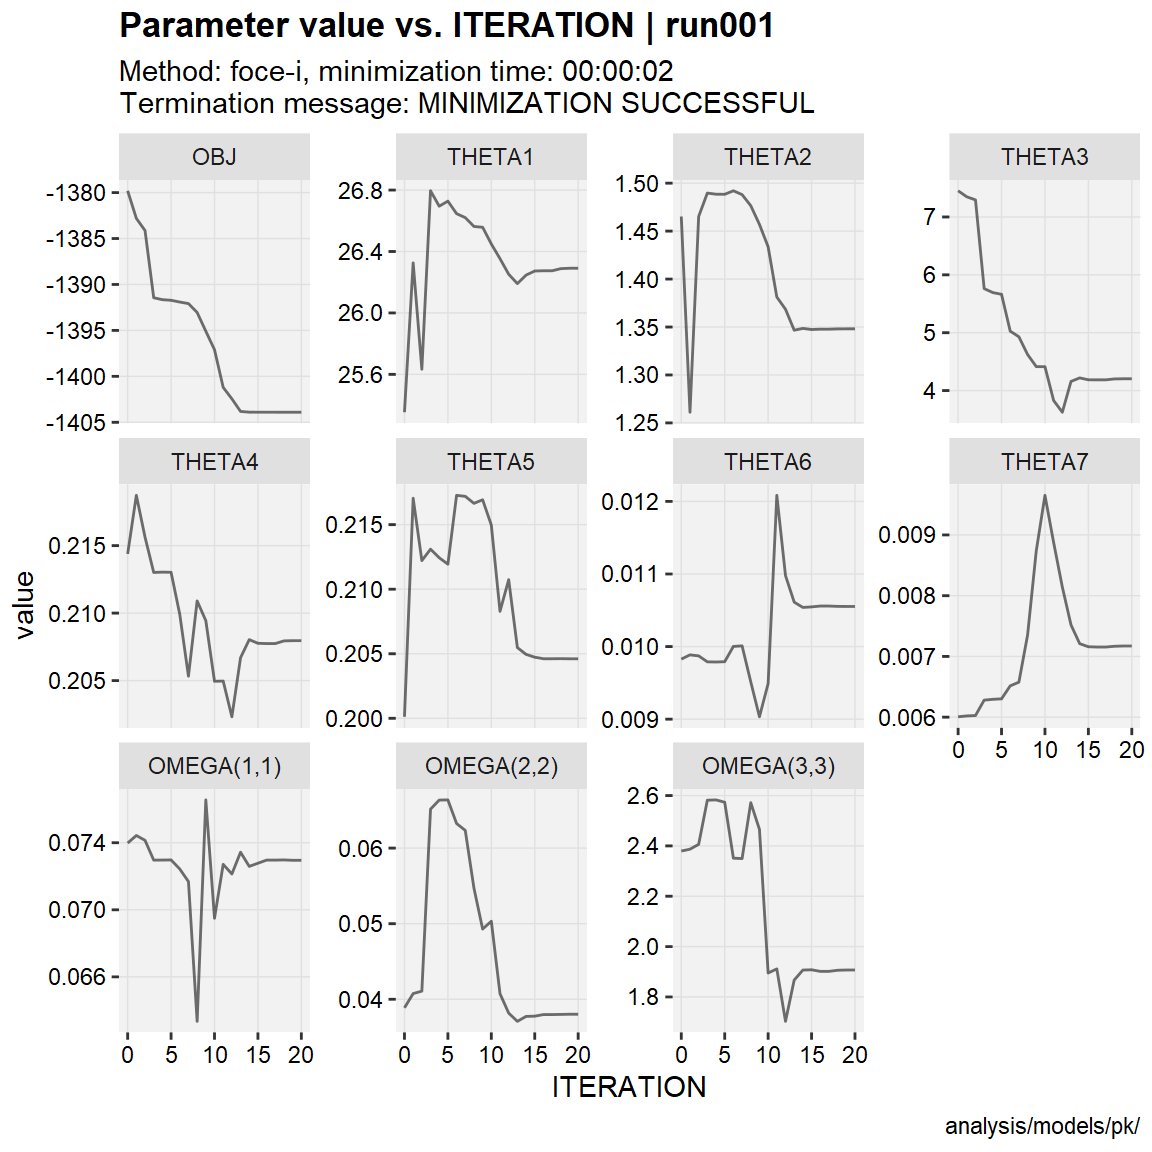 Parameter value vs. ITERATION | run001
Method: foce-i, minimization time: 00:00:02
Termination message: MINIMIZATION SUCCESSFUL
OBJ THETA1 THETA2 THETA3
-1380 26.8 1.50 7
-1385 26.4 1.45 6
-1390 26.0 1.40 5
-1395 25.6 1.35 4
-1400 1.30
-1405 1.25
THETA4 THETA5 THETA6 THETA7
0.215 0.215 0.012 0.009
0.210 0.210 0.011 0.008
0.205 0.205 0.010 0.007
0.200 0.009 0.006
0 5 10 15 20
value
OMEGA(1,1) OMEGA(2,2) OMEGA(3,3)
0.074 0.06 2.6
0.070 0.05 2.4
0.066 0.04 2.2
2.0
1.8
0 5 10 15 20 0 5 10 15 20 0 5 10 15 20
ITERATION
analysis/models/pk/